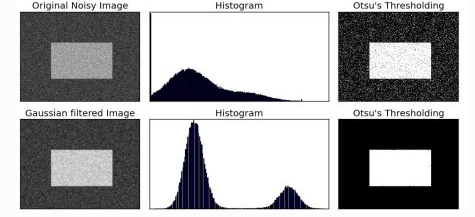 Original Noisy Image
Histogram
Otsu's Thresholding
Gaussian filtered Image
Histogram
Otsu's Thresholding